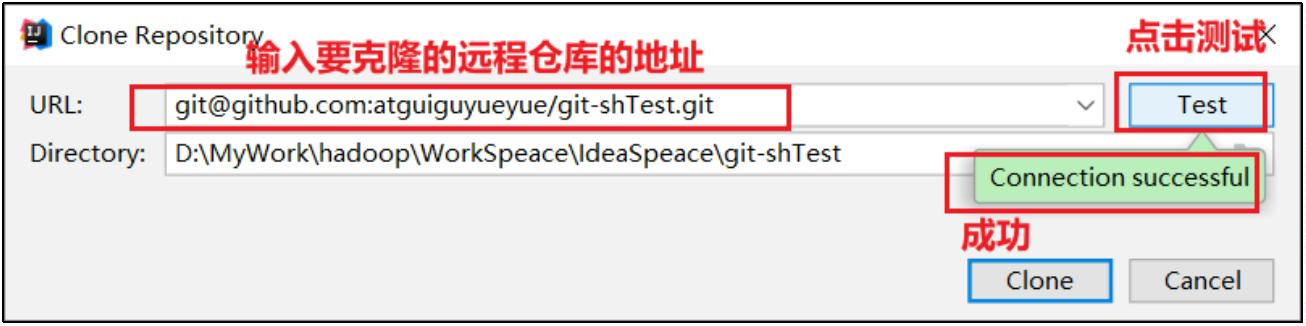 Clone Repository
输入要克隆的远程仓库的地址
点击测试
URL:
git@github.com:atguiguyueyue/git-shTest.git
Test
Directory:
D:\MyWork\hadoop\WorkSpeace\IdeaSpeace\git-shTest
Connection successful
成功
Clone
Cancel